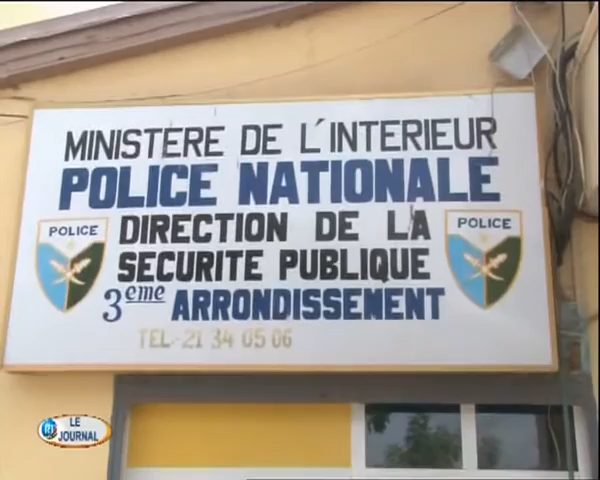 MINISTÈRE DE L'INTERIEUR
POLICE NATIONALE
DIRECTION DE LA
SECURITE PUBLIQUE
3eme ARRONDISSEMENT
TEL.-21 34 05 06
POLICE
POLICE
LE
JOURNAL